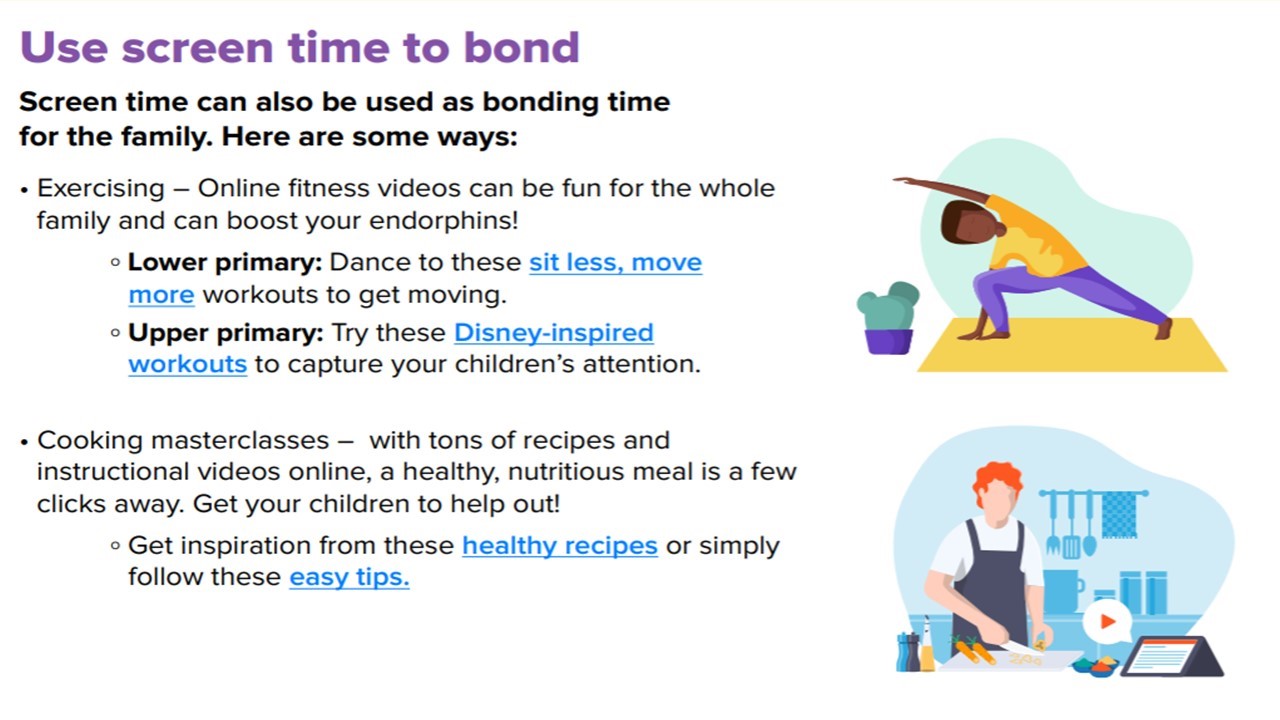 Use screen time to bond
Screen time can also be used as bonding time
for the family. Here are some ways:
• Exercising – Online fitness videos can be fun for the whole
family and can boost your endorphins!
◦ Lower primary: Dance to these sit less, move
more workouts to get moving.
◦ Upper primary: Try these Disney-inspired
workouts to capture your children’s attention.
• Cooking masterclasses –  with tons of recipes and
instructional videos online, a healthy, nutritious meal is a few
clicks away. Get your children to help out!
◦ Get inspiration from these healthy recipes or simply
follow these easy tips.